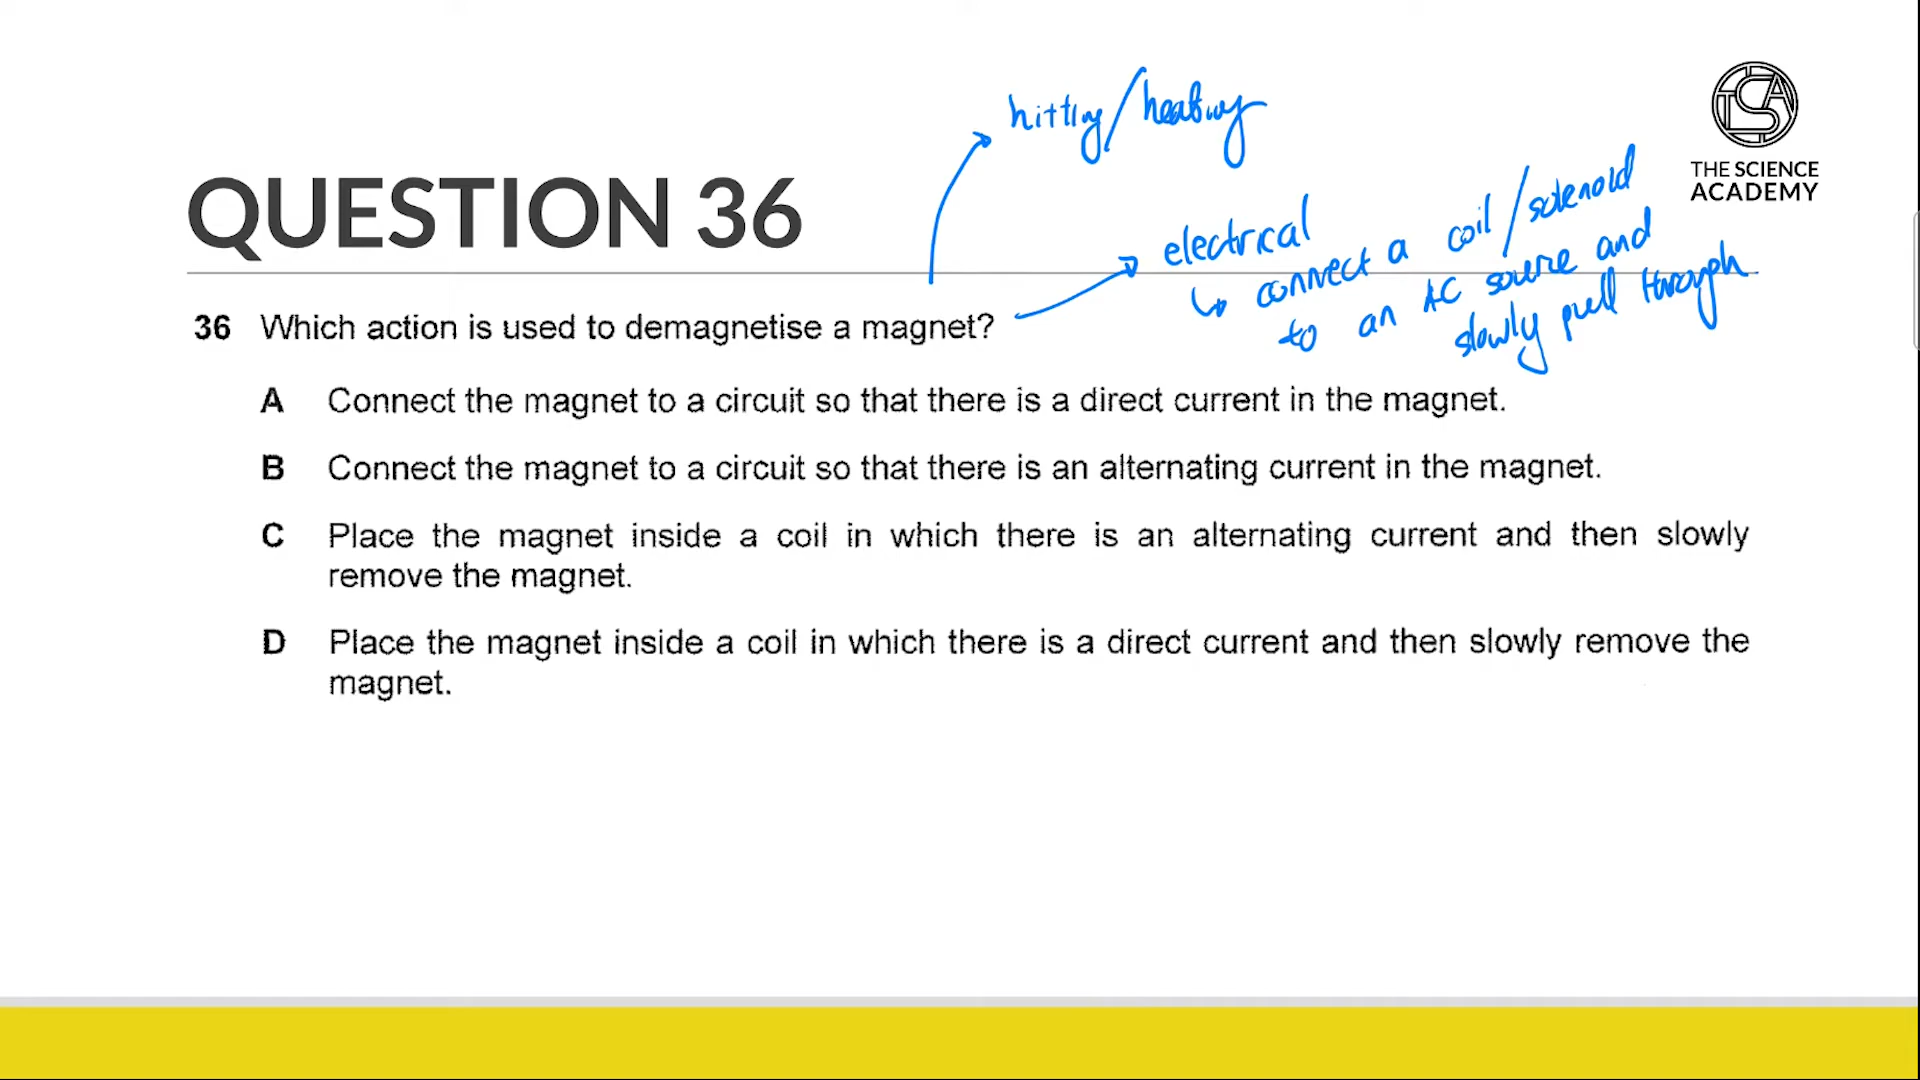 hitting/heating
THE SCIENCE
ACADEMY
QUESTION 36
electrical
↳ connect a coil/solenoid
to an AC source and
slowly pull through
36 Which action is used to demagnetise a magnet?
A Connect the magnet to a circuit so that there is a direct current in the magnet.
B Connect the magnet to a circuit so that there is an alternating current in the magnet.
C Place the magnet inside a coil in which there is an alternating current and then slowly
remove the magnet.
D Place the magnet inside a coil in which there is a direct current and then slowly remove the
magnet.